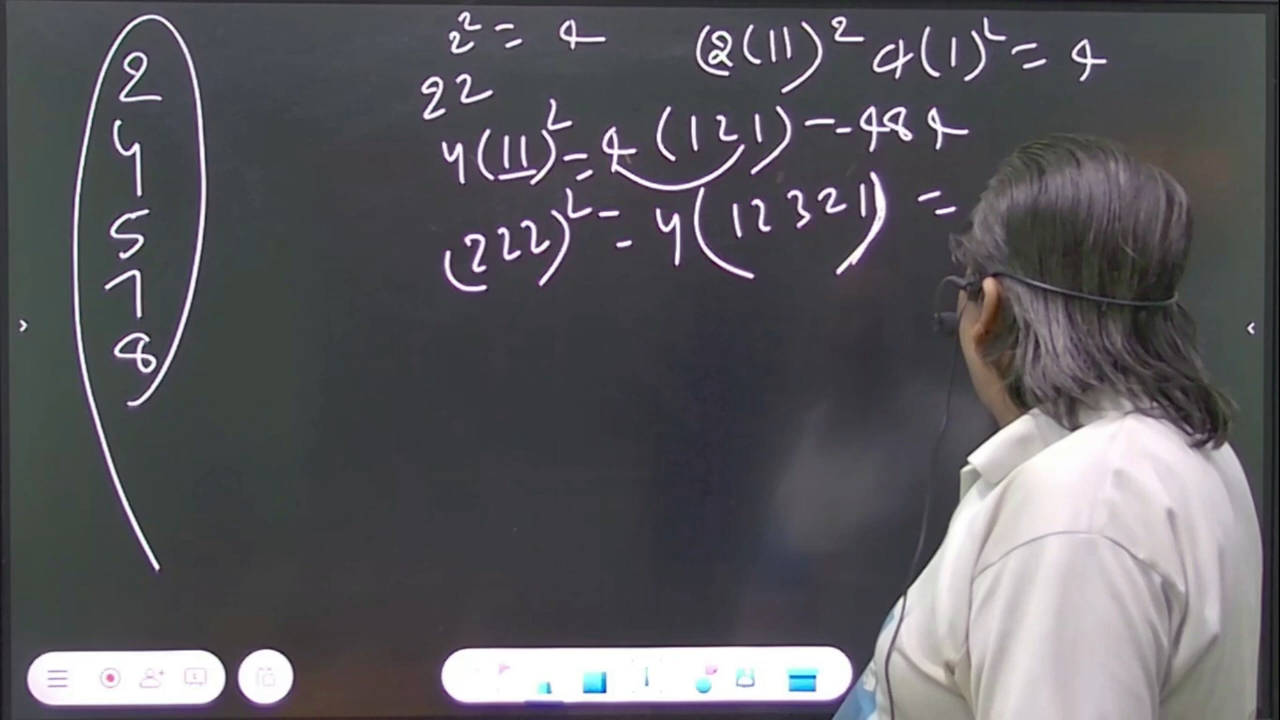 2
4
5
7
8
2² = 4
(2(11)² 4(1)² = 4
22
4(11)² = 4(121) - 484
(222)² = 4(12321) =